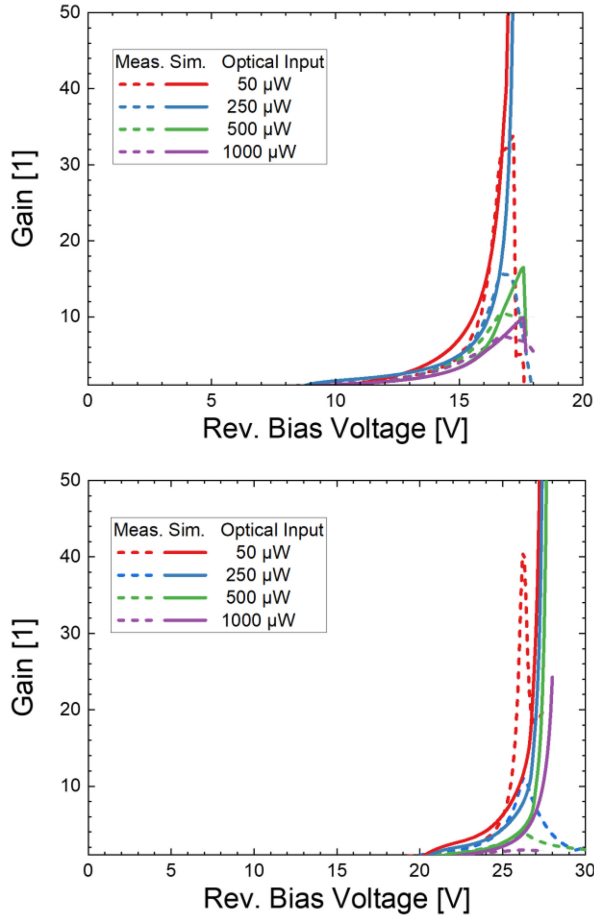 50
40
30
20
10
Gain [1]
Meas. Sim. Optical Input
50 µW
250 µW
500 µW
1000 µW
0 5 10 15 20
Rev. Bias Voltage [V]
50
40
30
20
10
Gain [1]
Meas. Sim. Optical Input
50 µW
250 µW
500 µW
1000 µW
0 5 10 15 20 25 30
Rev. Bias Voltage [V]